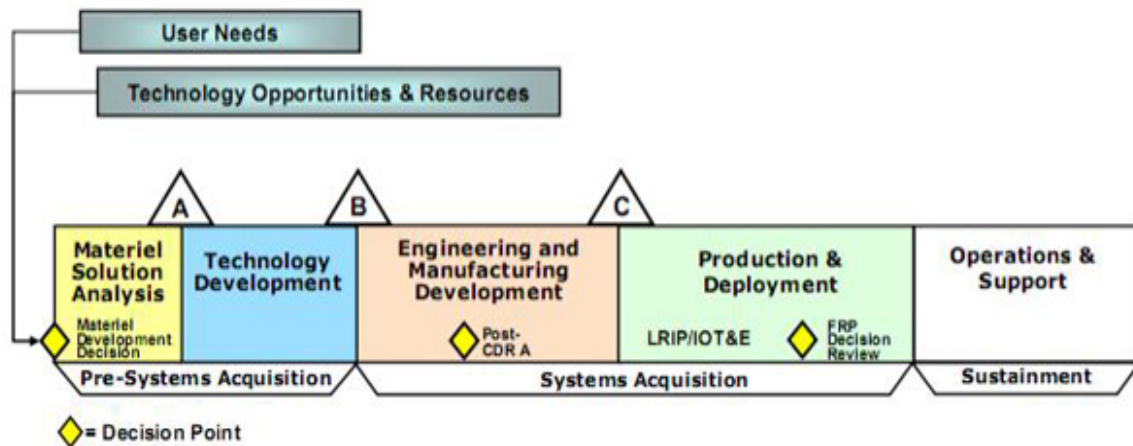 User Needs
Technology Opportunities & Resources
A
B
C
Materiel
Solution
Analysis
Technology
Development
Engineering and
Manufacturing
Development
Production &
Deployment
Operations &
Support
Materiel
Development
Decision
Post-
CDR A
LRIP/IOT&E
FRP
Decision
Review
Pre-Systems Acquisition
Systems Acquisition
Sustainment
= Decision Point